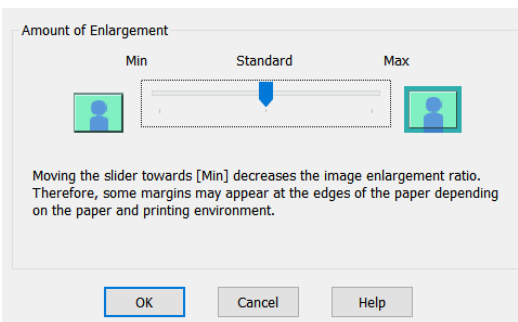 Amount of Enlargement
Min Standard Max
Moving the slider towards [Min] decreases the image enlargement ratio.
Therefore, some margins may appear at the edges of the paper depending
on the paper and printing environment.
OK Cancel Help